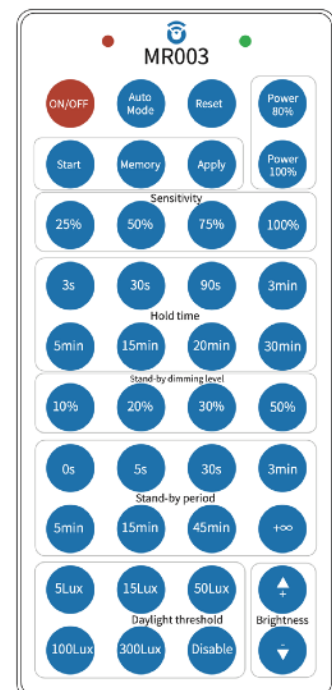 MR003
ON/OFF
Auto
Mode
Reset
Power
80%
Start
Memory
Apply
Power
100%
Sensitivity
25%
50%
75%
100%
3s
30s
90s
3min
Hold time
5min
15min
20min
30min
Stand-by dimming level
10%
20%
30%
50%
0s
5s
30s
3min
Stand-by period
5min
15min
45min
+∞
5Lux
15Lux
50Lux
+
Daylight threshold
Brightness
100Lux
300Lux
Disable
-